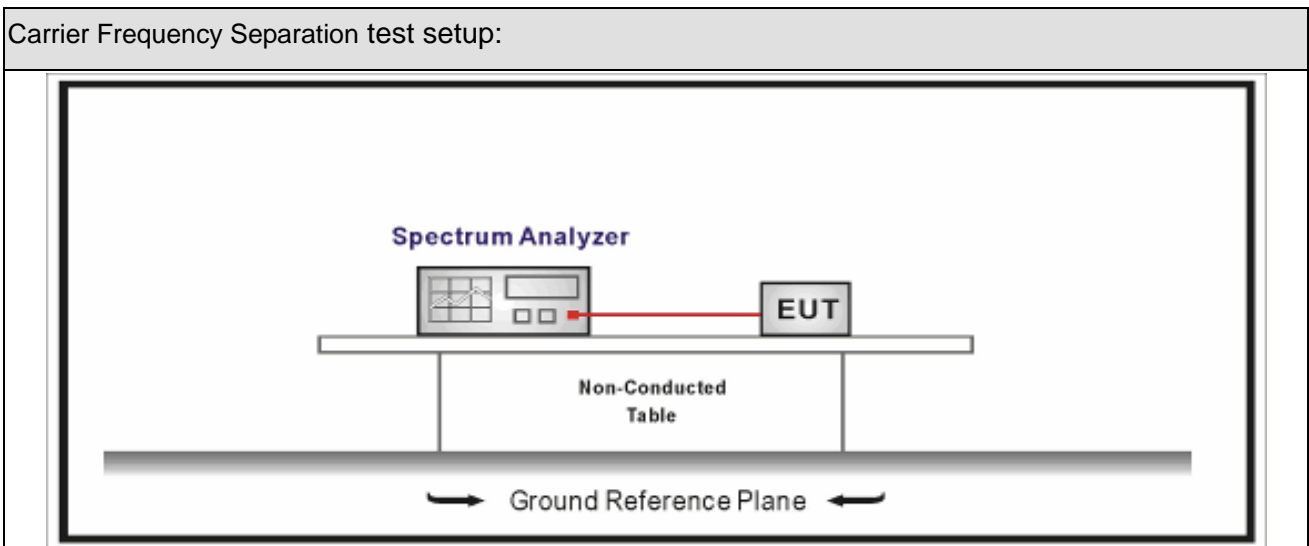 Carrier Frequency Separation test setup:
Spectrum Analyzer
EUT
Non-Conducted
Table
Ground Reference Plane